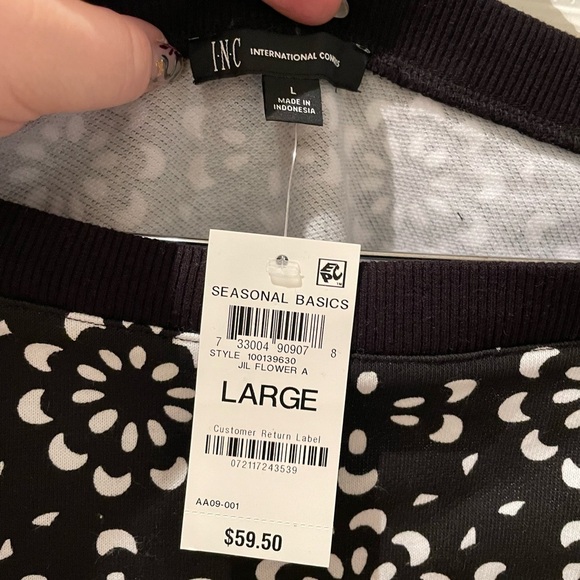 I·N·C INTERNATIONAL
L
MADE IN
INDONESIA
EPC
SEASONAL BASICS
7 33004 90907 8
STYLE 100139630
JIL FLOWER A
LARGE
Customer Return Label
072117243539
AA09-001
$59.50